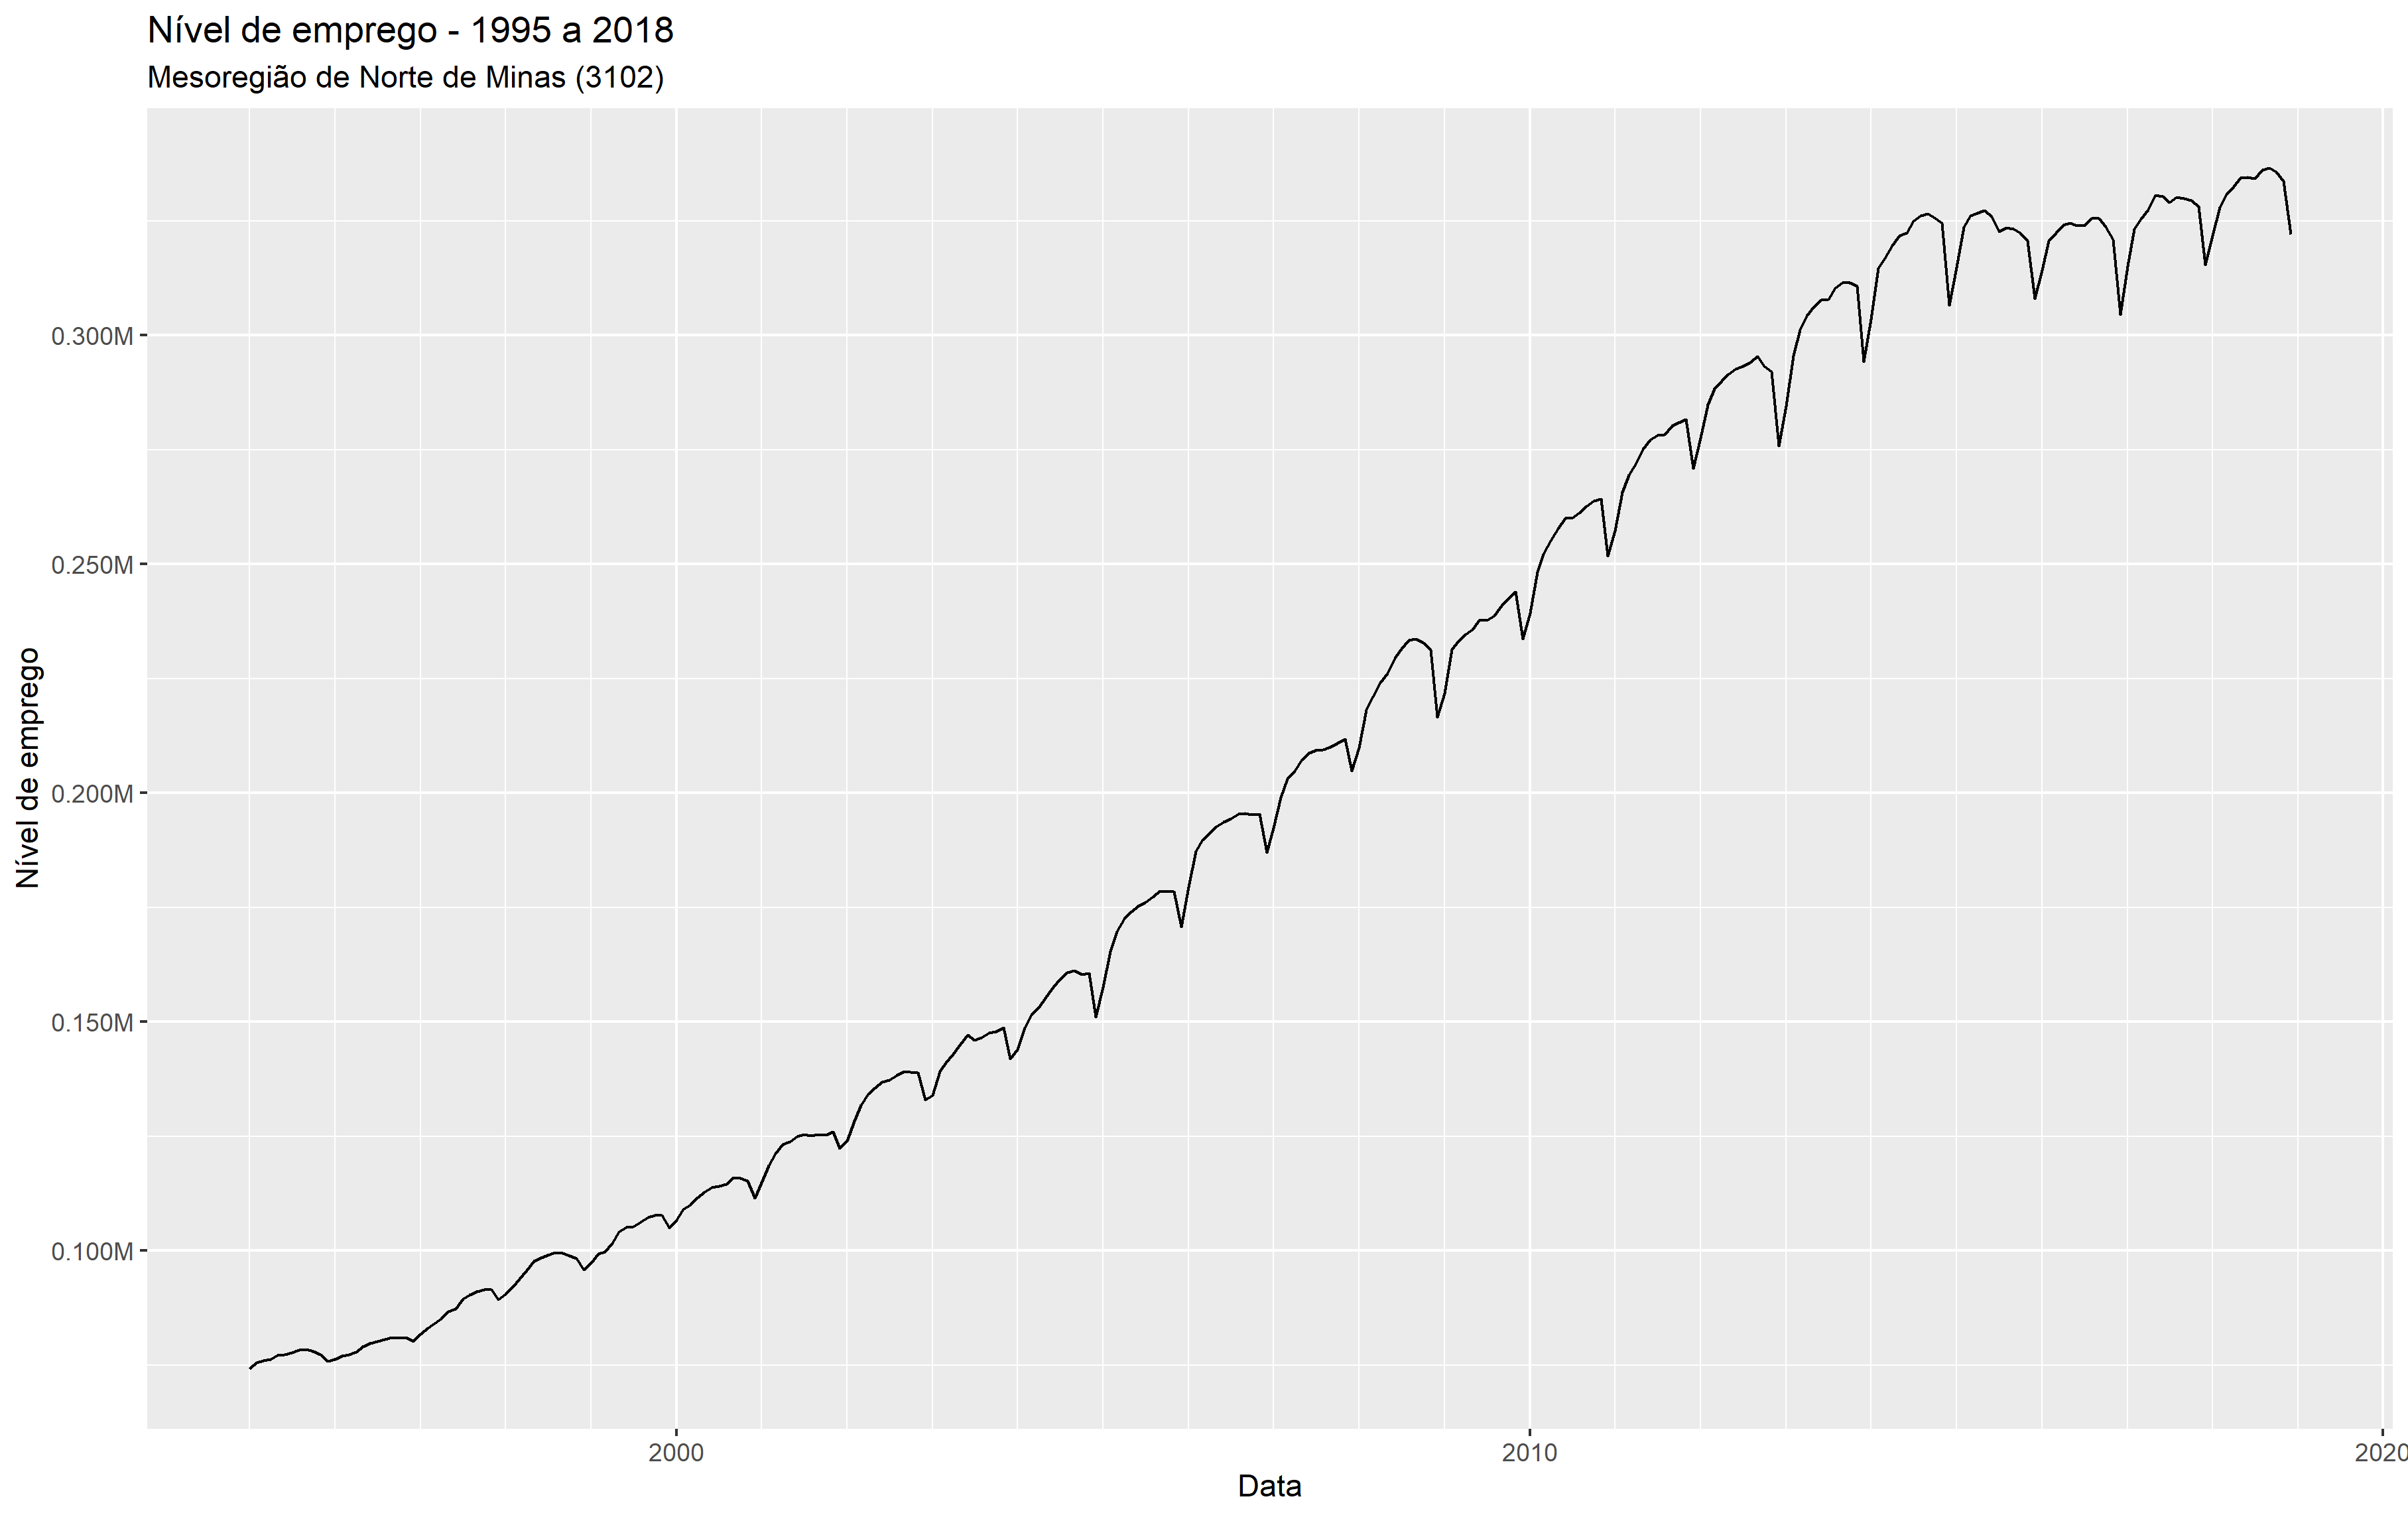 Nível de emprego - 1995 a 2018
Mesoregião de Norte de Minas (3102)
Nível de emprego
0.300M
0.250M
0.200M
0.150M
0.100M
2000
2010
2020
Data